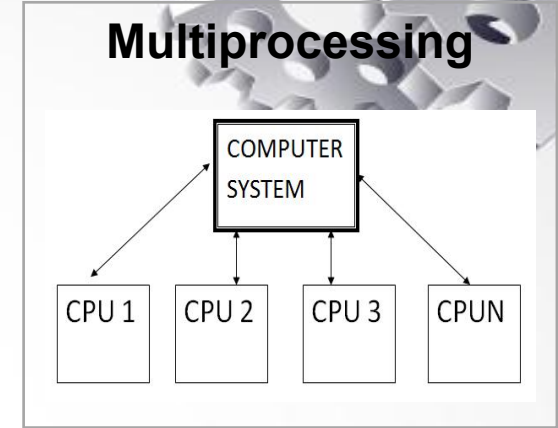 Multiprocessing
COMPUTER
SYSTEM
CPU 1
CPU 2
CPU 3
CPUN